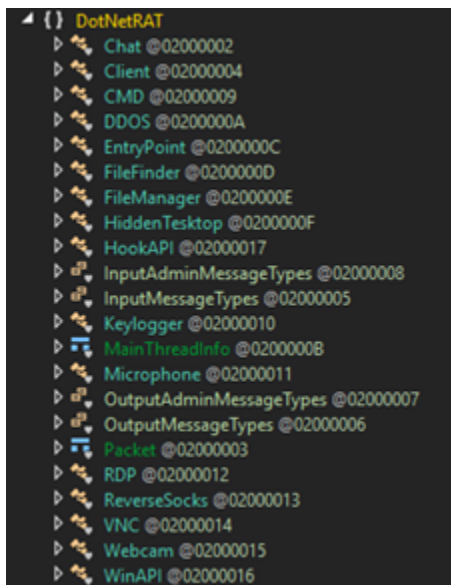 { } DotNetRAT
Chat @02000002
Client @02000004
CMD @02000009
DDOS @0200000A
EntryPoint @0200000C
FileFinder @0200000D
FileManager @0200000E
HiddenTesktop @0200000F
HookAPI @02000017
InputAdminMessageTypes @02000008
InputMessageTypes @02000005
Keylogger @02000010
MainThreadInfo @0200000B
Microphone @02000011
OutputAdminMessageTypes @02000007
OutputMessageTypes @02000006
Packet @02000003
RDP @02000012
ReverseSocks @02000013
VNC @02000014
Webcam @02000015
WinAPI @02000016